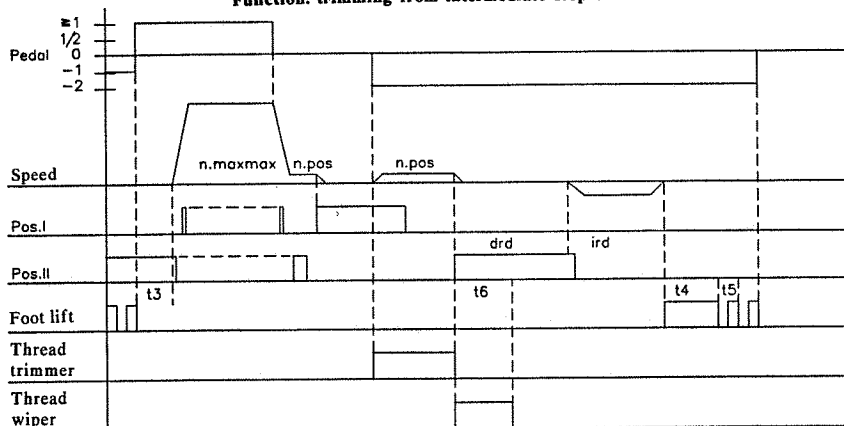 Function: trimming from intermediate stop
≥1
1/2
Pedal 0
−1
−2
n.maxmax n.pos n.pos
Speed
Pos.I
drd ird
Pos.II
t3 t6 t4 t5
Foot lift
Thread
trimmer
Thread
wiper